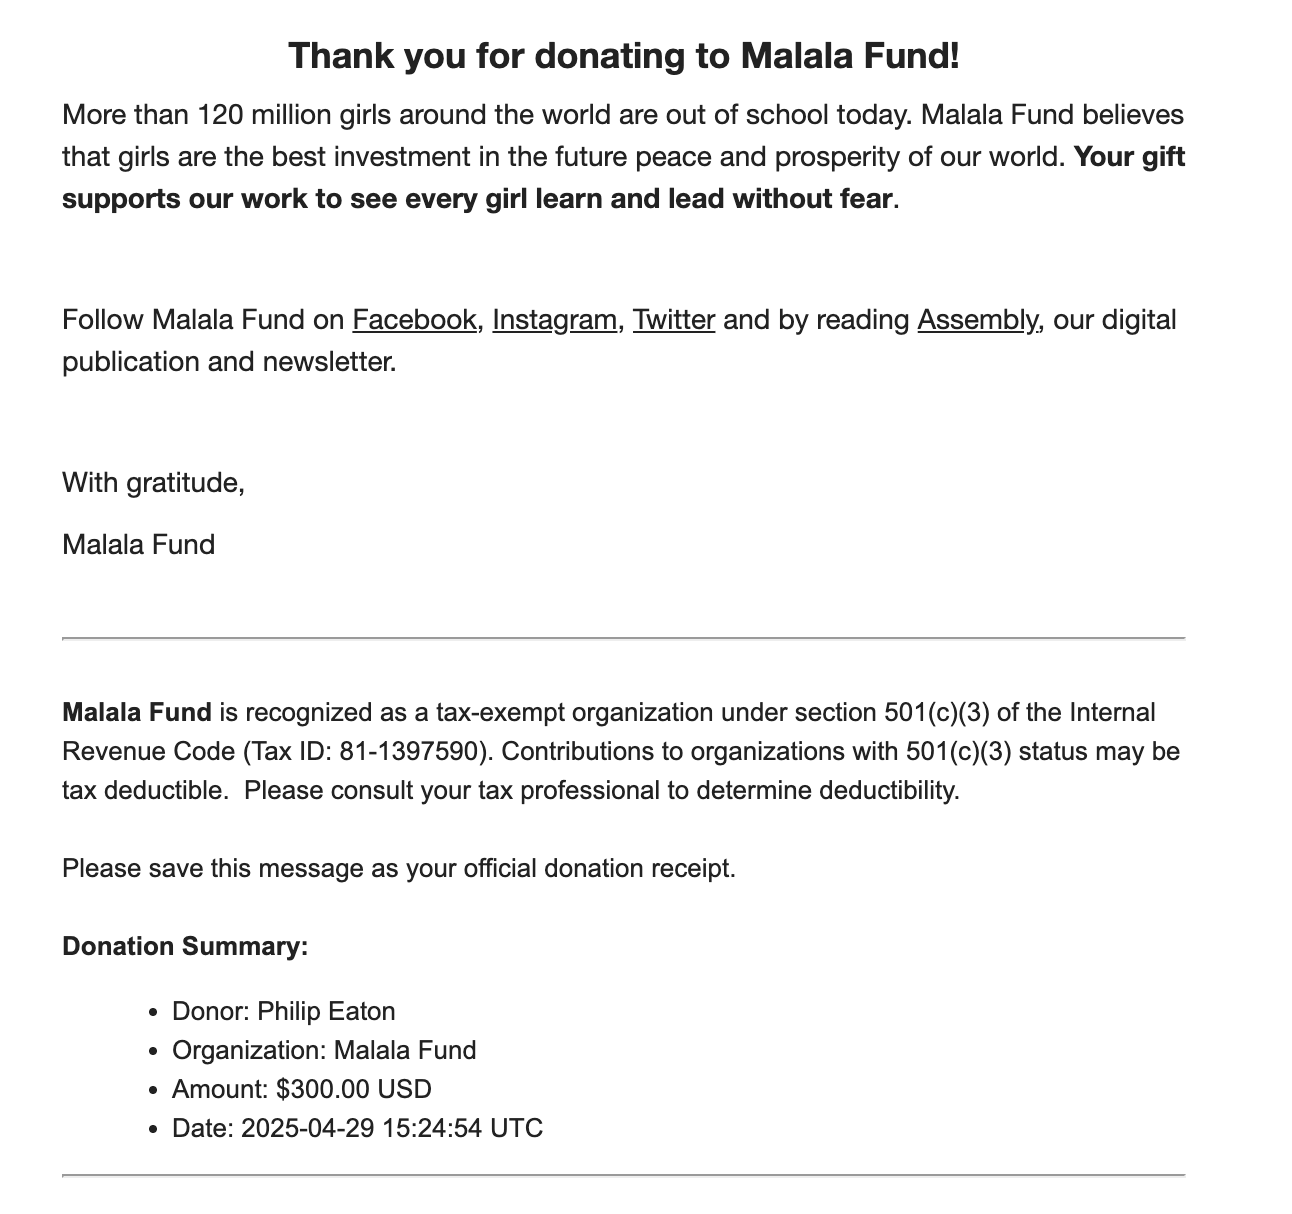 Thank you for donating to Malala Fund!
More than 120 million girls around the world are out of school today. Malala Fund believes
that girls are the best investment in the future peace and prosperity of our world. Your gift
supports our work to see every girl learn and lead without fear.
Follow Malala Fund on Facebook, Instagram, Twitter and by reading Assembly, our digital
publication and newsletter.
With gratitude,
Malala Fund
Malala Fund is recognized as a tax-exempt organization under section 501(c)(3) of the Internal
Revenue Code (Tax ID: 81-1397590). Contributions to organizations with 501(c)(3) status may be
tax deductible.  Please consult your tax professional to determine deductibility.
Please save this message as your official donation receipt.
Donation Summary:
• Donor: Philip Eaton
• Organization: Malala Fund
• Amount: $300.00 USD
• Date: 2025-04-29 15:24:54 UTC